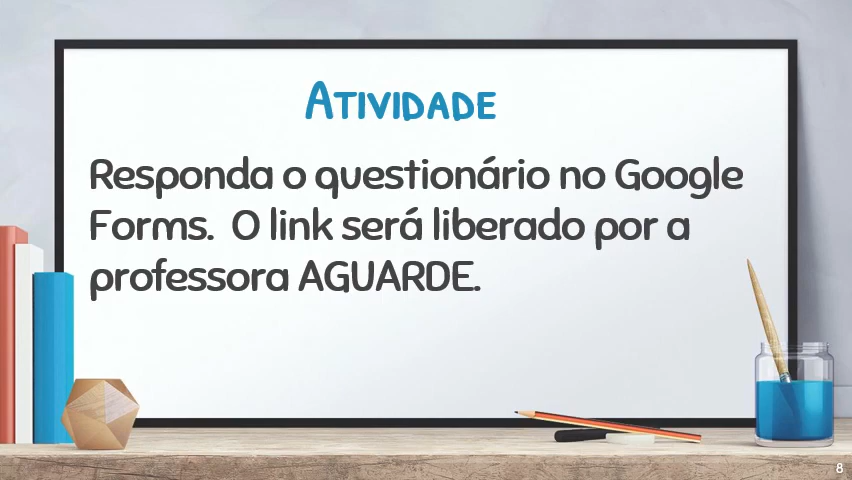 ATIVIDADE
Responda o questionário no Google
Forms.  O link será liberado por a
professora AGUARDE.
8